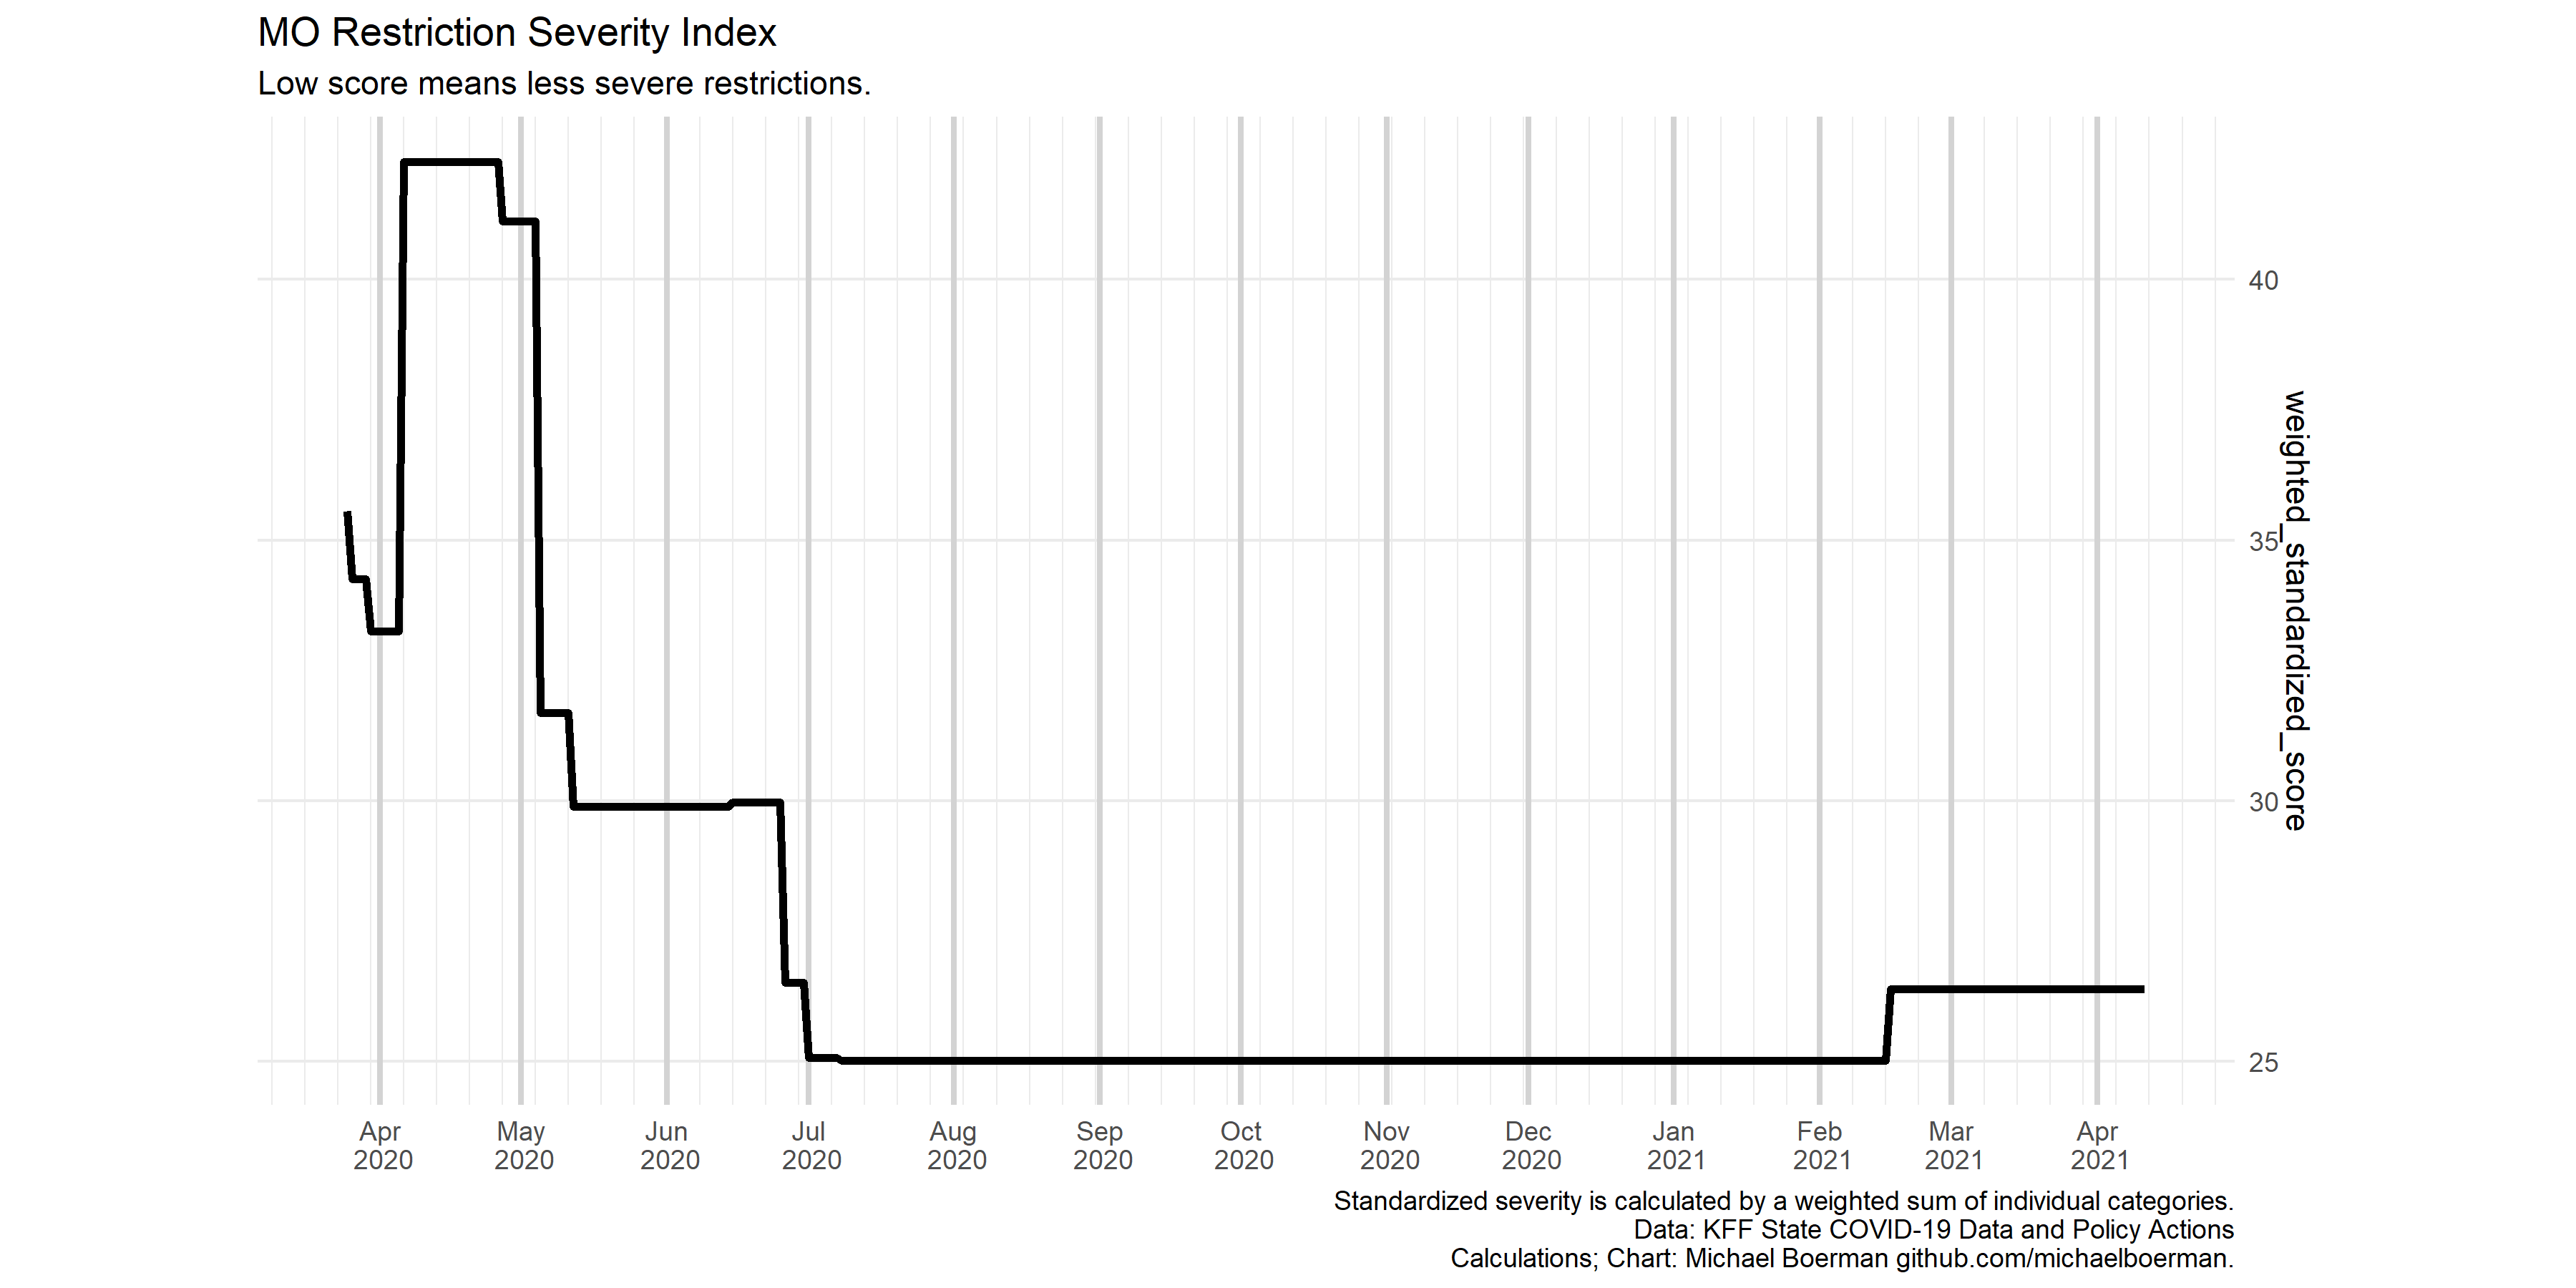 MO Restriction Severity Index
Low score means less severe restrictions.
40
35
30
25
weighted_standardized_score
Apr May Jun Jul Aug Sep Oct Nov Dec Jan Feb Mar Apr
2020 2020 2020 2020 2020 2020 2020 2020 2020 2021 2021 2021 2021
Standardized severity is calculated by a weighted sum of individual categories.
Data: KFF State COVID-19 Data and Policy Actions
Calculations; Chart: Michael Boerman github.com/michaelboerman.